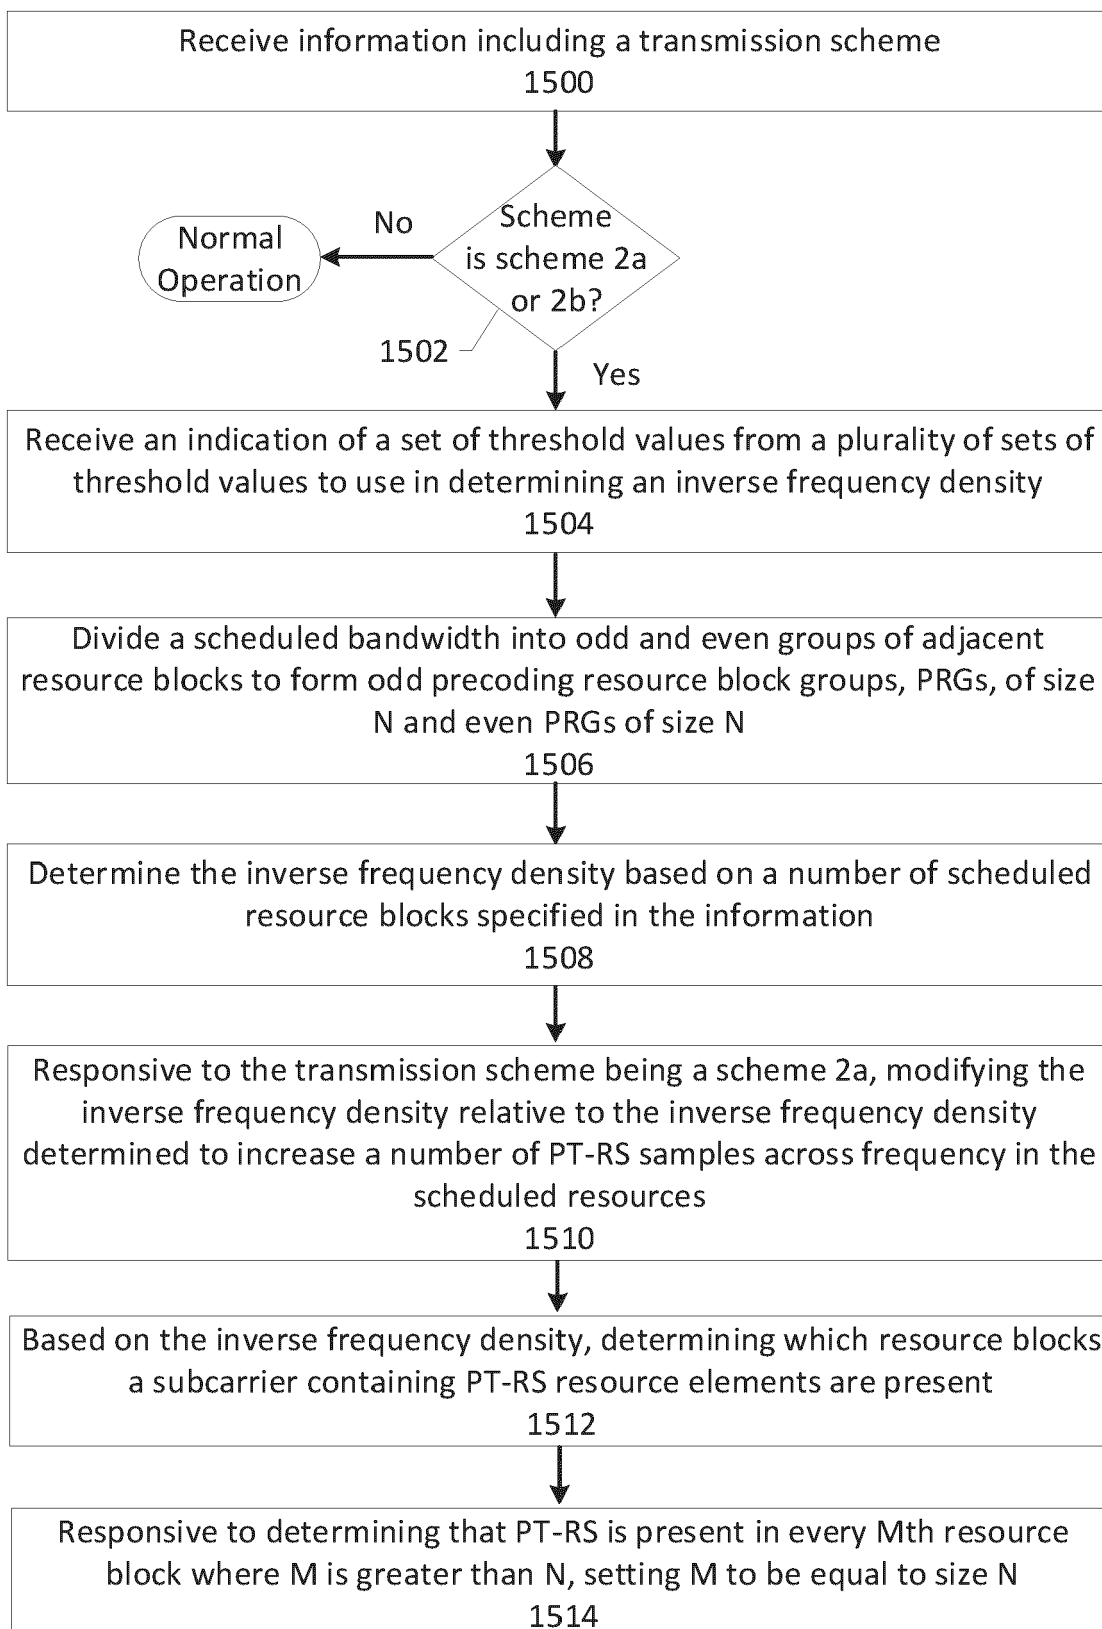 Receive information including a transmission scheme
1500
Scheme
is scheme 2a
or 2b?
No
Normal
Operation
1502
Yes
Receive an indication of a set of threshold values from a plurality of sets of
threshold values to use in determining an inverse frequency density
1504
Divide a scheduled bandwidth into odd and even groups of adjacent
resource blocks to form odd precoding resource block groups, PRGs, of size
N and even PRGs of size N
1506
Determine the inverse frequency density based on a number of scheduled
resource blocks specified in the information
1508
Responsive to the transmission scheme being a scheme 2a, modifying the
inverse frequency density relative to the inverse frequency density
determined to increase a number of PT-RS samples across frequency in the
scheduled resources
1510
Based on the inverse frequency density, determining which resource blocks
a subcarrier containing PT-RS resource elements are present
1512
Responsive to determining that PT-RS is present in every Mth resource
block where M is greater than N, setting M to be equal to size N
1514